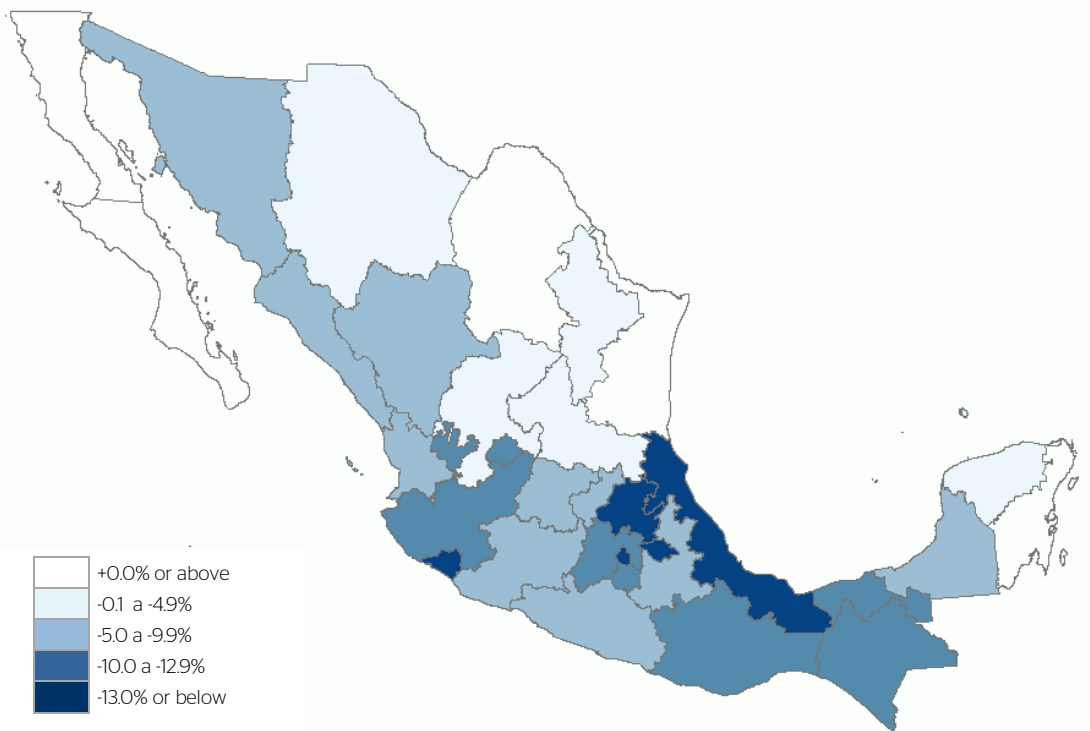 +0.0% or above
-0.1 a -4.9%
-5.0 a -9.9%
-10.0 a -12.9%
-13.0% or below